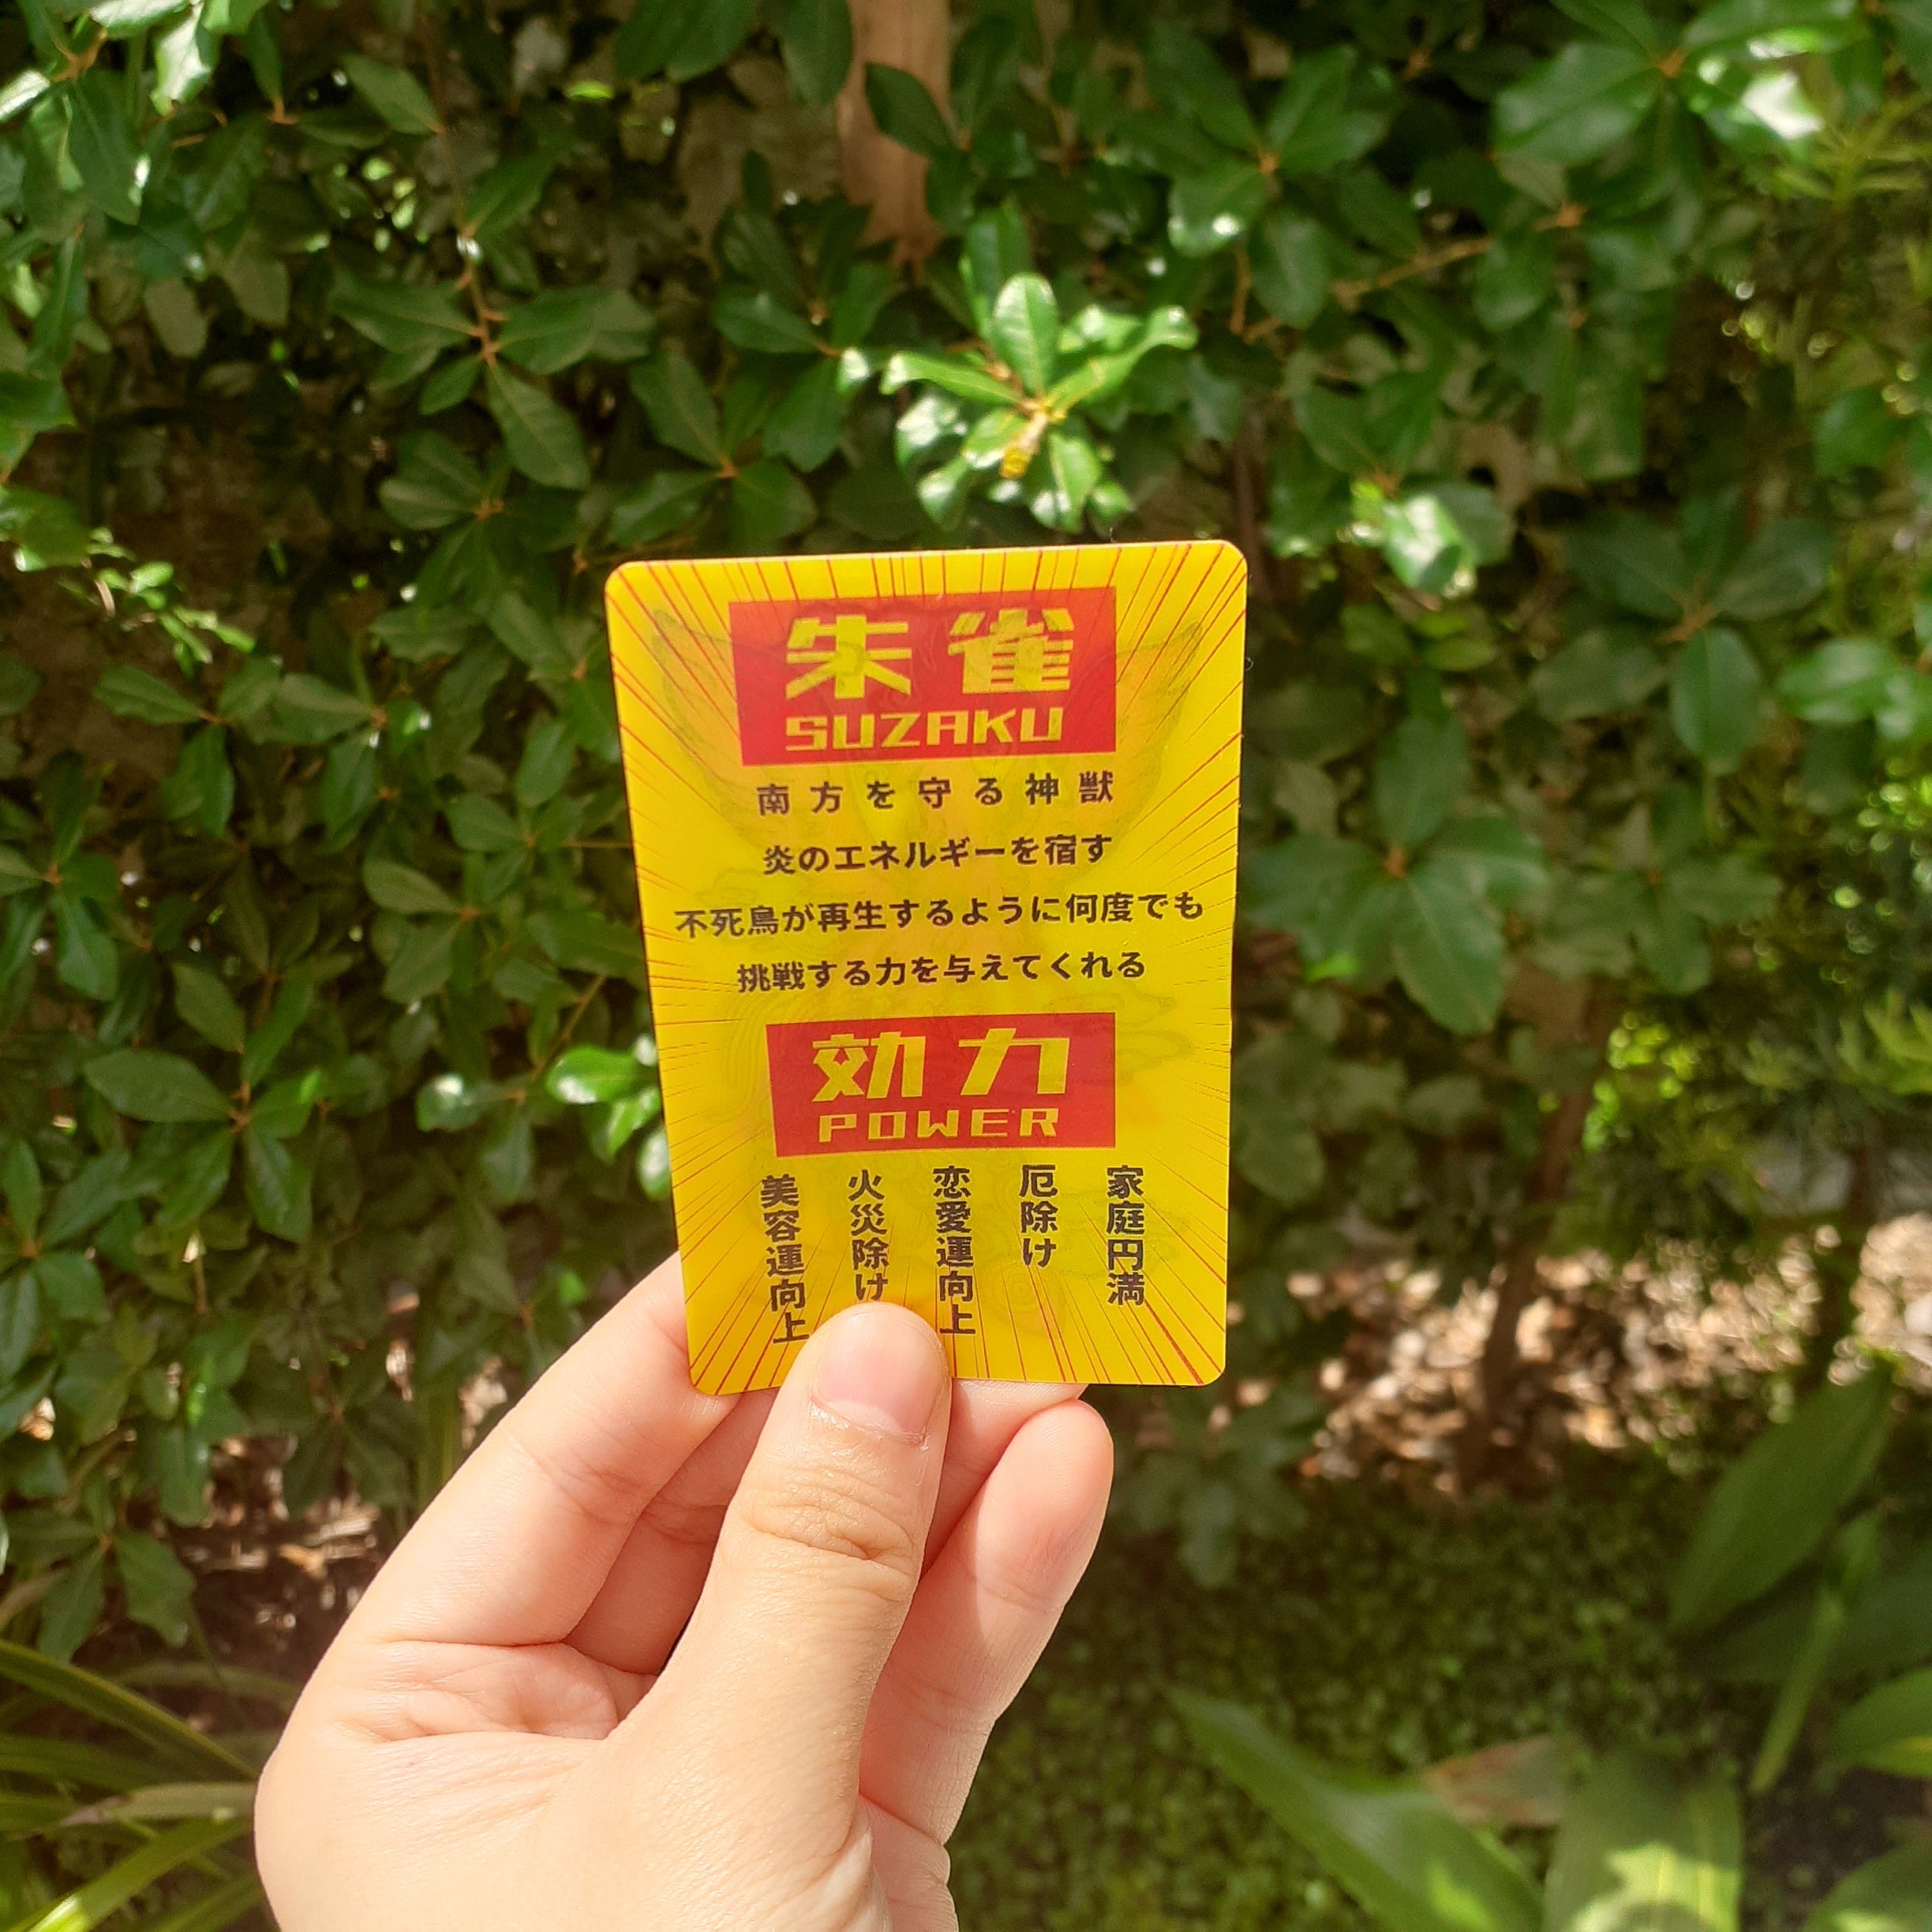 朱雀
SUZAKU
南方を守る神獣
炎のエネルギーを宿す
不死鳥が再生するように何度でも
挑戦する力を与えてくれる
効力
POWER
家庭円満
厄除け
恋愛運向上
火災除け
美容運向上